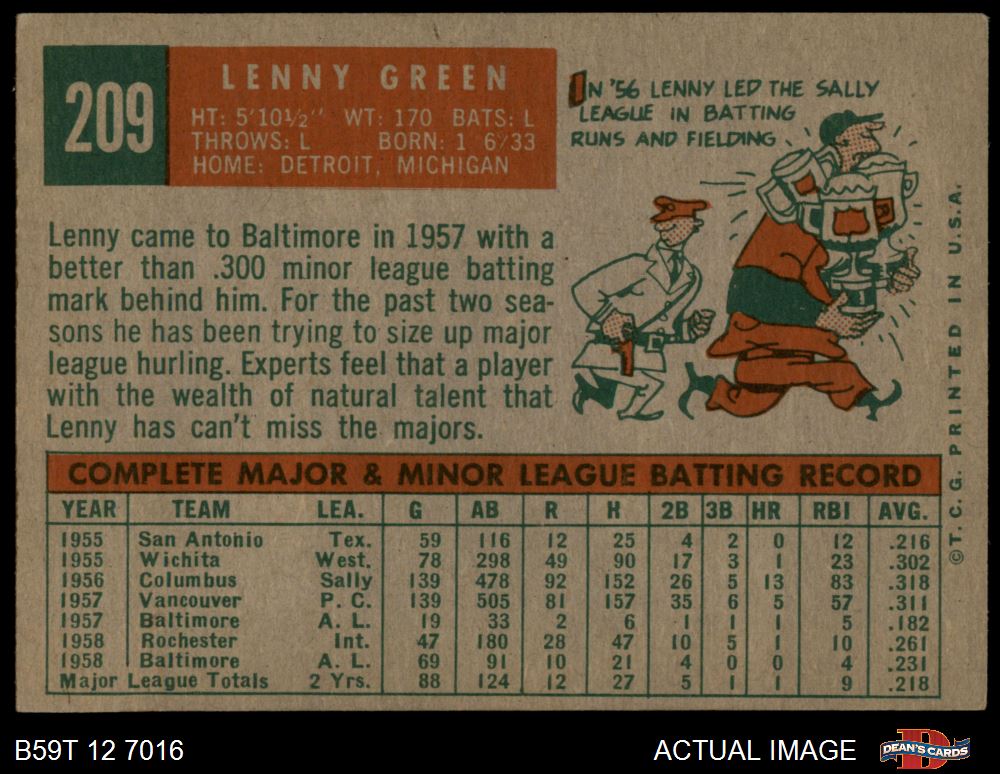 209
LENNY GREEN
HT: 5'10½" WT: 170 BATS: L
THROWS: L BORN: 1 6/33
HOME: DETROIT, MICHIGAN
IN '56 LENNY LED THE SALLY
LEAGUE IN BATTING
RUNS AND FIELDING
Lenny came to Baltimore in 1957 with a
better than .300 minor league batting
mark behind him. For the past two sea-
sons he has been trying to size up major
league hurling. Experts feel that a player
with the wealth of natural talent that
Lenny has can't miss the majors.
COMPLETE MAJOR & MINOR LEAGUE BATTING RECORD
YEAR TEAM LEA. G AB R H 2B 3B HR RBI AVG.
1955 San Antonio Tex. 59 116 12 25 4 2 0 12 .216
1955 Wichita West. 78 298 49 90 17 3 1 23 .302
1956 Columbus Sally 139 478 92 152 26 5 13 83 .318
1957 Vancouver P. C. 139 505 81 157 35 6 5 57 .311
1957 Baltimore A. L. 19 33 2 6 1 1 1 5 .182
1958 Rochester Int. 47 180 28 47 10 5 1 10 .261
1958 Baltimore A. L. 69 91 10 21 4 0 0 4 .231
Major League Totals 2 Yrs. 88 124 12 27 5 1 1 9 .218
©T. C. G. PRINTED IN U.S.A.
B59T 12 7016
ACTUAL IMAGE
DEAN'S CARDS